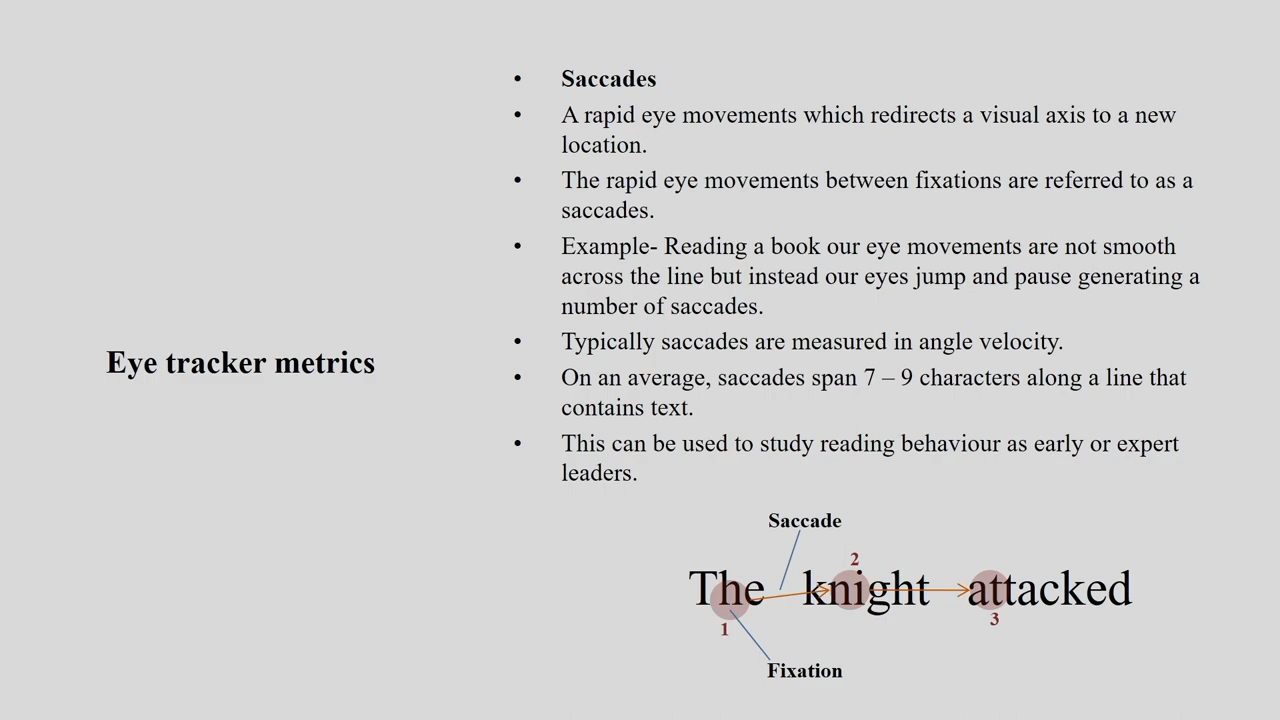 Eye tracker metrics
• Saccades
• A rapid eye movements which redirects a visual axis to a new
location.
• The rapid eye movements between fixations are referred to as a
saccades.
• Example- Reading a book our eye movements are not smooth
across the line but instead our eyes jump and pause generating a
number of saccades.
• Typically saccades are measured in angle velocity.
• On an average, saccades span 7 – 9 characters along a line that
contains text.
• This can be used to study reading behaviour as early or expert
leaders.
Saccade
2
The knight attacked
1
3
Fixation